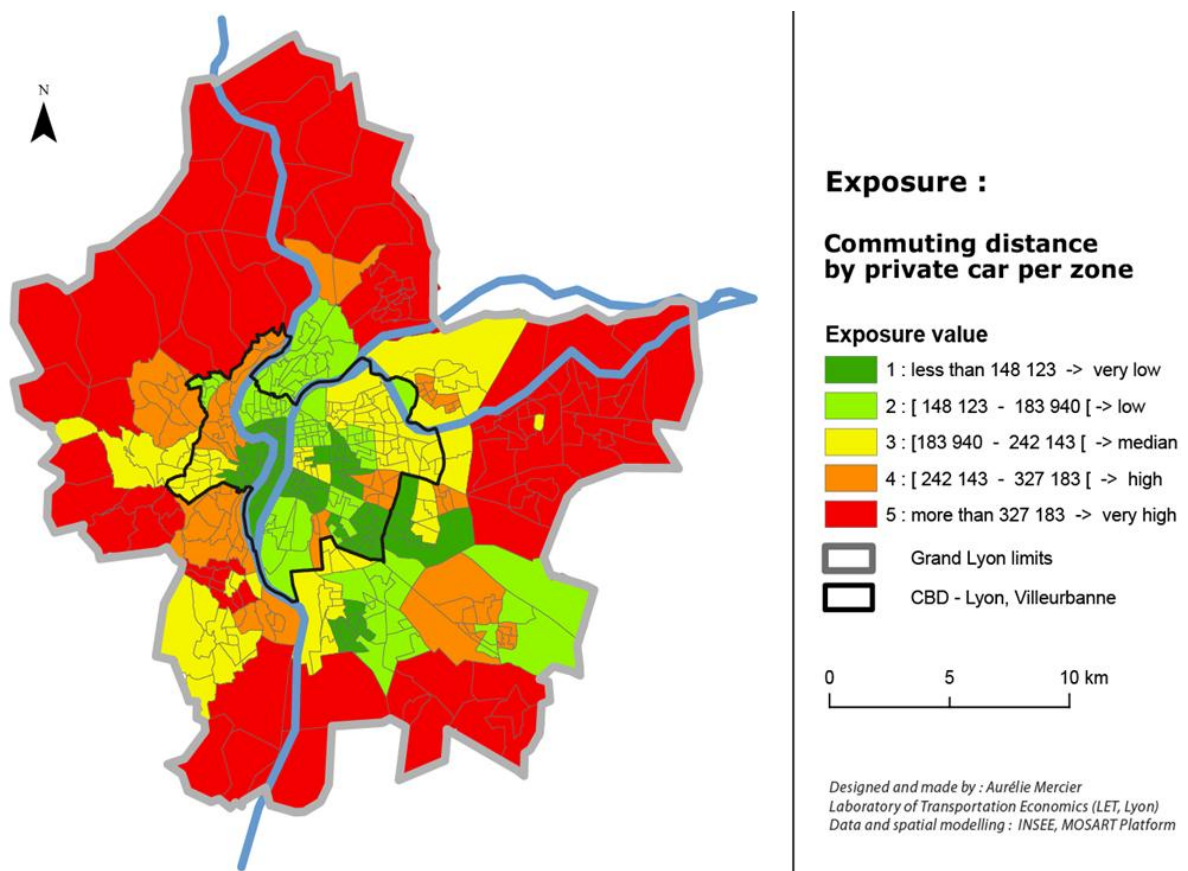 N
Exposure :
Commuting distance
by private car per zone
Exposure value
1 : less than 148 123 -> very low
2 : [ 148 123 - 183 940 [ -> low
3 : [183 940 - 242 143 [ -> median
4 : [ 242 143 - 327 183 [ -> high
5 : more than 327 183 -> very high
Grand Lyon limits
CBD - Lyon, Villeurbanne
0 5 10 km
Designed and made by : Aurélie Mercier
Laboratory of Transportation Economics (LET, Lyon)
Data and spatial modelling : INSEE, MOSART Platform